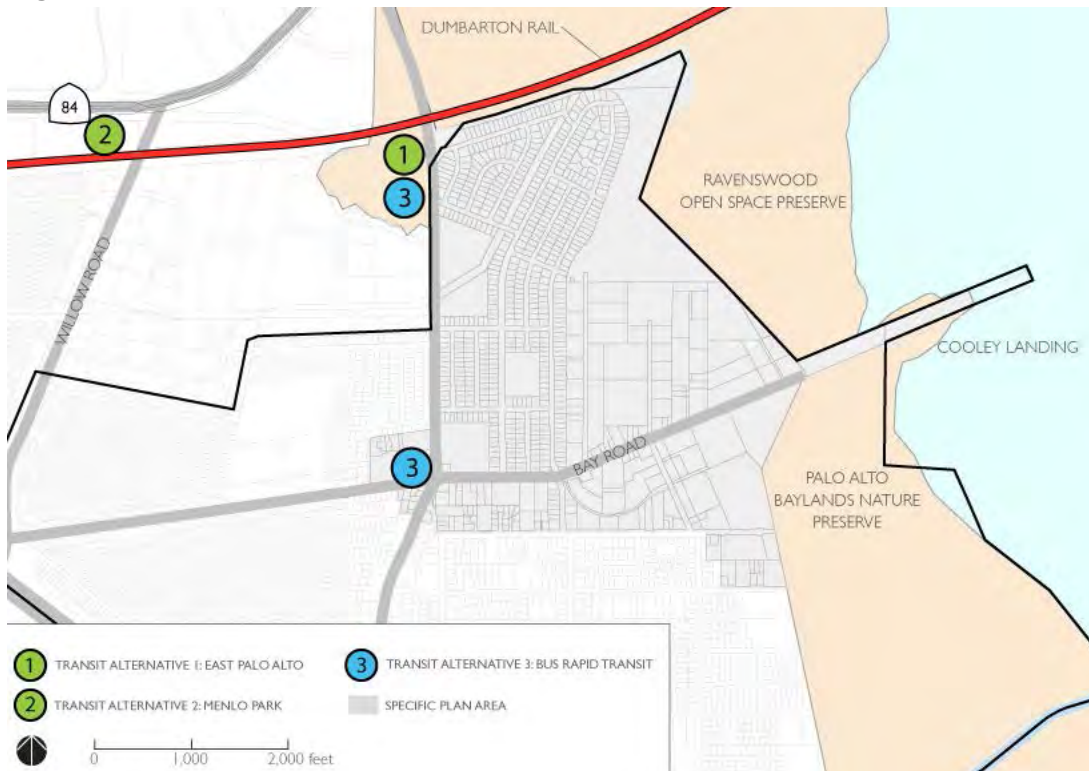 DUMBARTON RAIL
84
2
1
3
RAVENSWOOD
OPEN SPACE PRESERVE
WILLOW ROAD
COOLEY LANDING
BAY ROAD
3
PALO ALTO
BAYLANDS NATURE
PRESERVE
1 TRANSIT ALTERNATIVE 1: EAST PALO ALTO
3 TRANSIT ALTERNATIVE 3: BUS RAPID TRANSIT
2 TRANSIT ALTERNATIVE 2: MENLO PARK
SPECIFIC PLAN AREA
0 1,000 2,000 feet